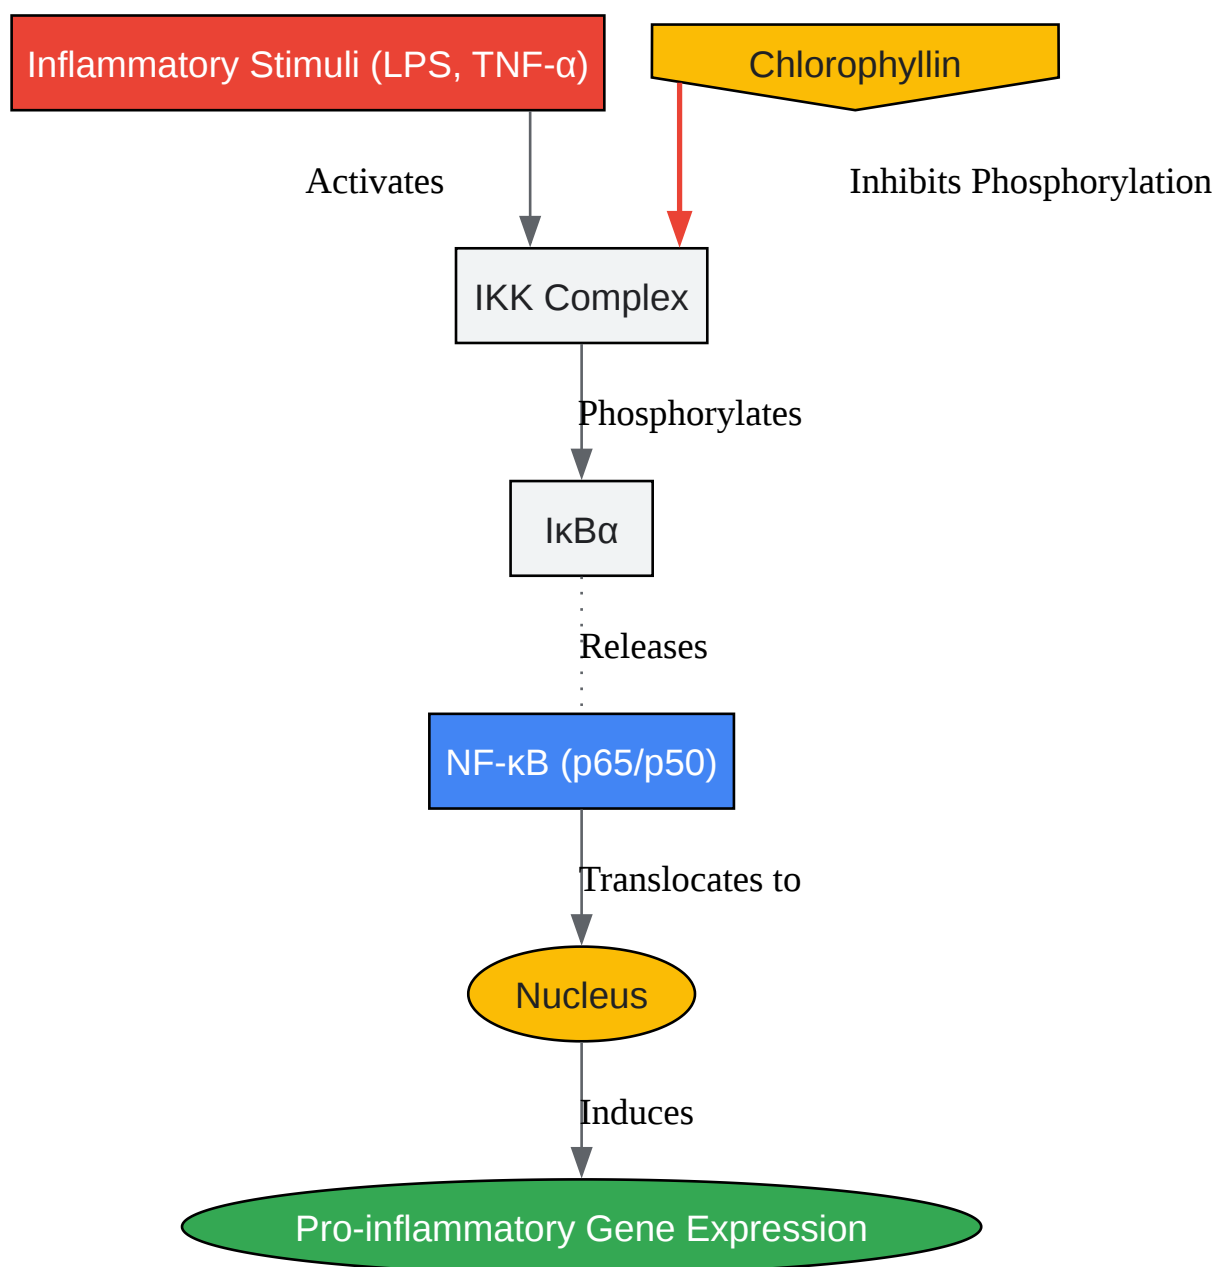 Inflammatory Stimuli (LPS, TNF-α)
Chlorophyllin
Activates
Inhibits Phosphorylation
IKK Complex
Phosphorylates
IκBα
Releases
NF-κB (p65/p50)
Translocates to
Nucleus
Induces
Pro-inflammatory Gene Expression